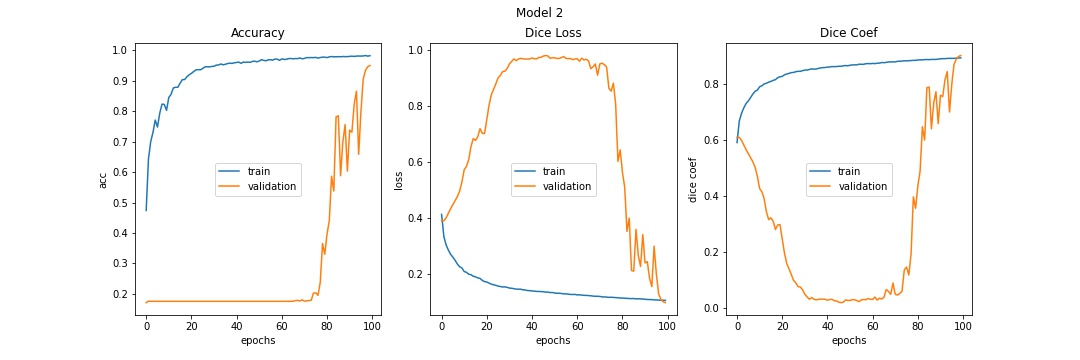 Model 2
Accuracy
1.0
0.9
0.8
0.7
0.6
0.5
0.4
0.3
0.2
acc
0 20 40 60 80 100
epochs
train
validation
Dice Loss
1.0
0.8
0.6
0.4
0.2
loss
0 20 40 60 80 100
epochs
train
validation
Dice Coef
0.8
0.6
0.4
0.2
0.0
dice coef
0 20 40 60 80 100
epochs
train
validation